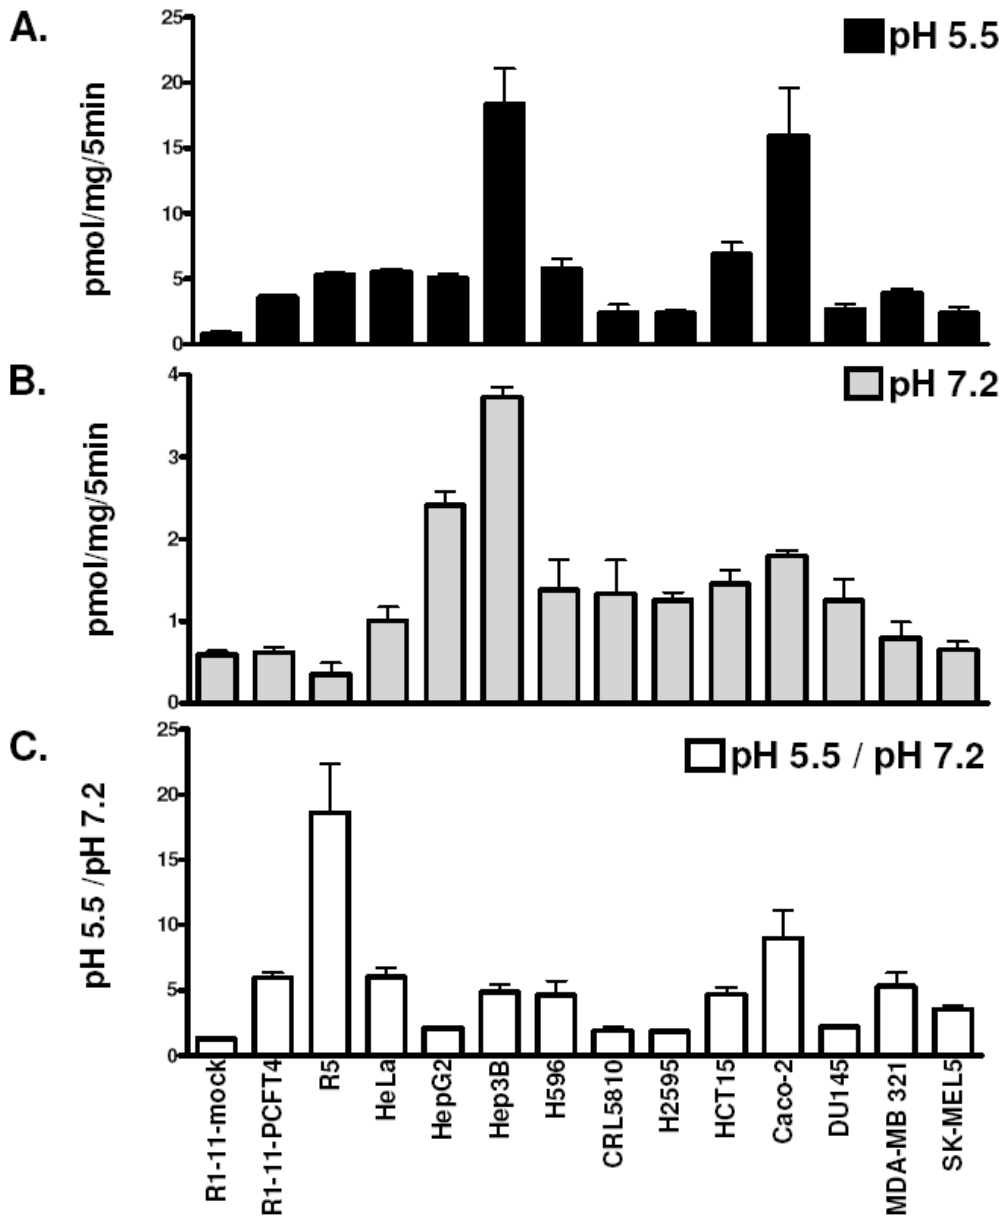 A.
pH 5.5
pmol/mg/5min
25
20
15
10
5
0
B.
pH 7.2
pmol/mg/5min
4
3
2
1
0
C.
pH 5.5 / pH 7.2
pH 5.5 /pH 7.2
25
20
15
10
5
0
R1-11-mock
R1-11-PCFT4
R5
HeLa
HepG2
Hep3B
H596
CRL5810
H2595
HCT15
Caco-2
DU145
MDA-MB 321
SK-MEL5